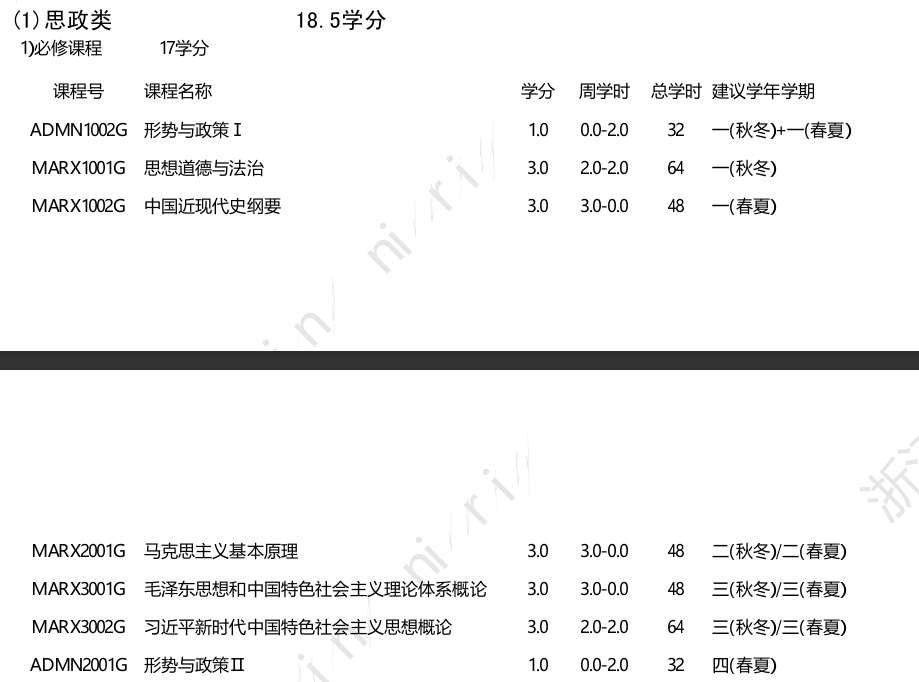 (1)思政类 18.5学分
1)必修课程 17学分
课程号 课程名称 学分 周学时 总学时 建议学年学期
ADMN1002G 形势与政策Ⅰ 1.0 0.0-2.0 32 一(秋冬)+一(春夏)
MARX1001G 思想道德与法治 3.0 2.0-2.0 64 一(秋冬)
MARX1002G 中国近现代史纲要 3.0 3.0-0.0 48 一(春夏)
MARX2001G 马克思主义基本原理 3.0 3.0-0.0 48 二(秋冬)/二(春夏)
MARX3001G 毛泽东思想和中国特色社会主义理论体系概论 3.0 3.0-0.0 48 三(秋冬)/三(春夏)
MARX3002G 习近平新时代中国特色社会主义思想概论 3.0 2.0-2.0 64 三(秋冬)/三(春夏)
ADMN2001G 形势与政策Ⅱ 1.0 0.0-2.0 32 四(春夏)